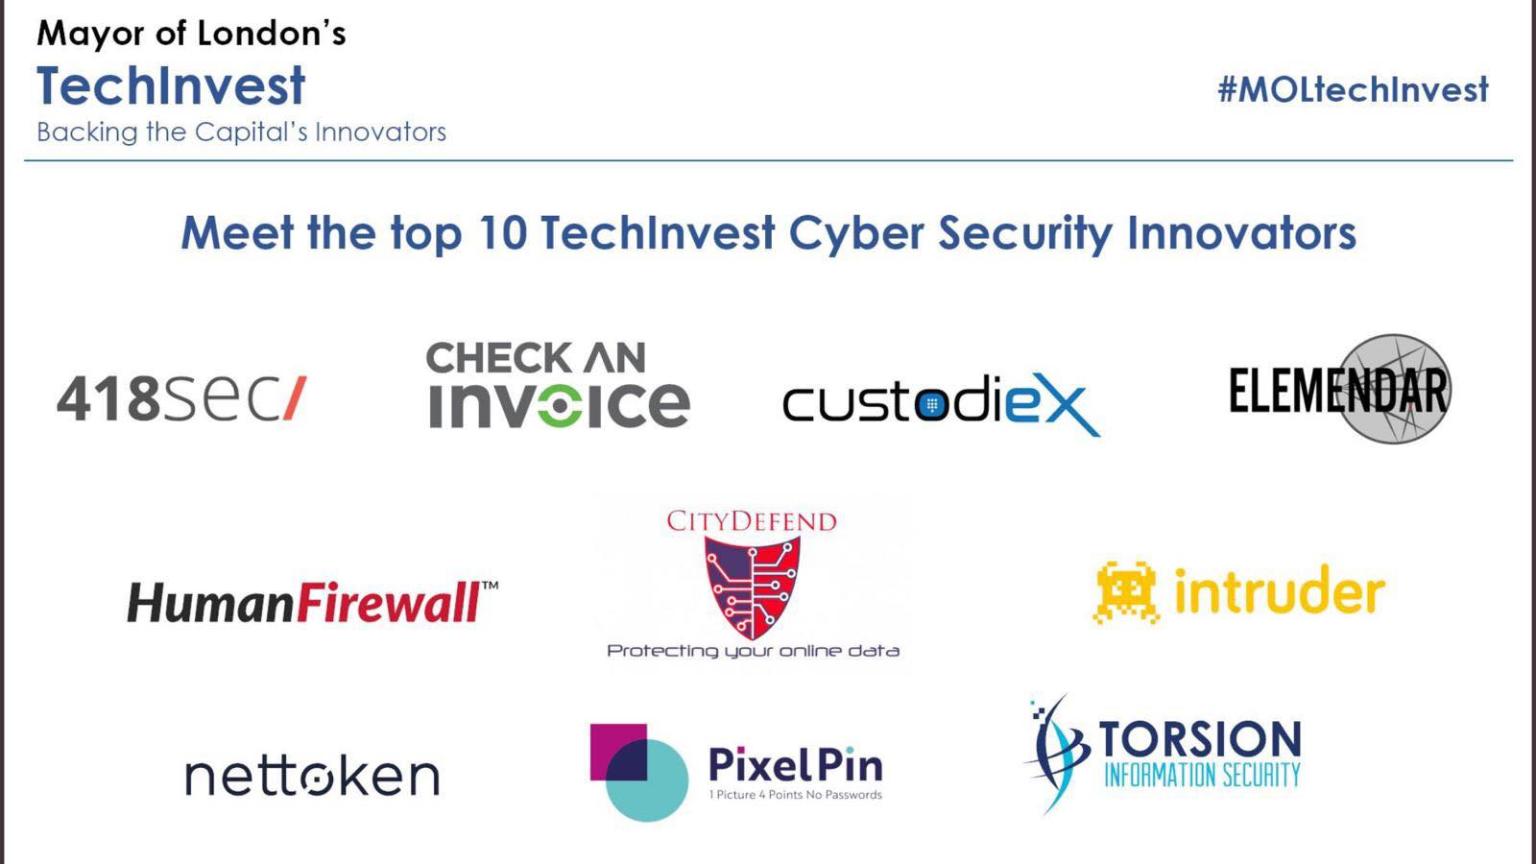 Mayor of London's
TechInvest
Backing the Capital's Innovators
#MOLtechInvest
Meet the top 10 TechInvest Cyber Security Innovators
418sec/
CHECK AN
invoice
custodiex
ELEMENDAR
HumanFirewall™
CITYDEFEND
Protecting your online data
intruder
nettoken
PixelPin
1 Picture 4 Points No Passwords
TORSION
INFORMATION SECURITY